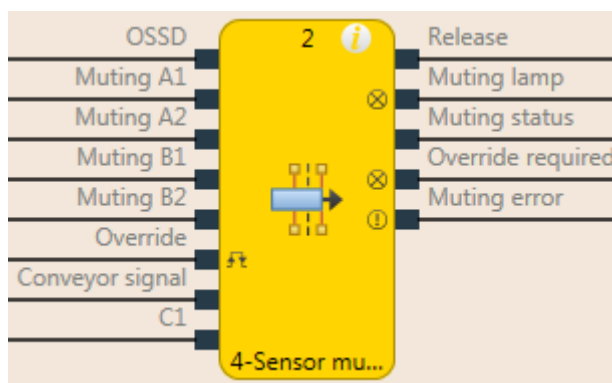 OSSD
Muting A1
Muting A2
Muting B1
Muting B2
Override
Conveyor signal
C1
2
i
4-Sensor mu...
Release
Muting lamp
Muting status
Override required
Muting error